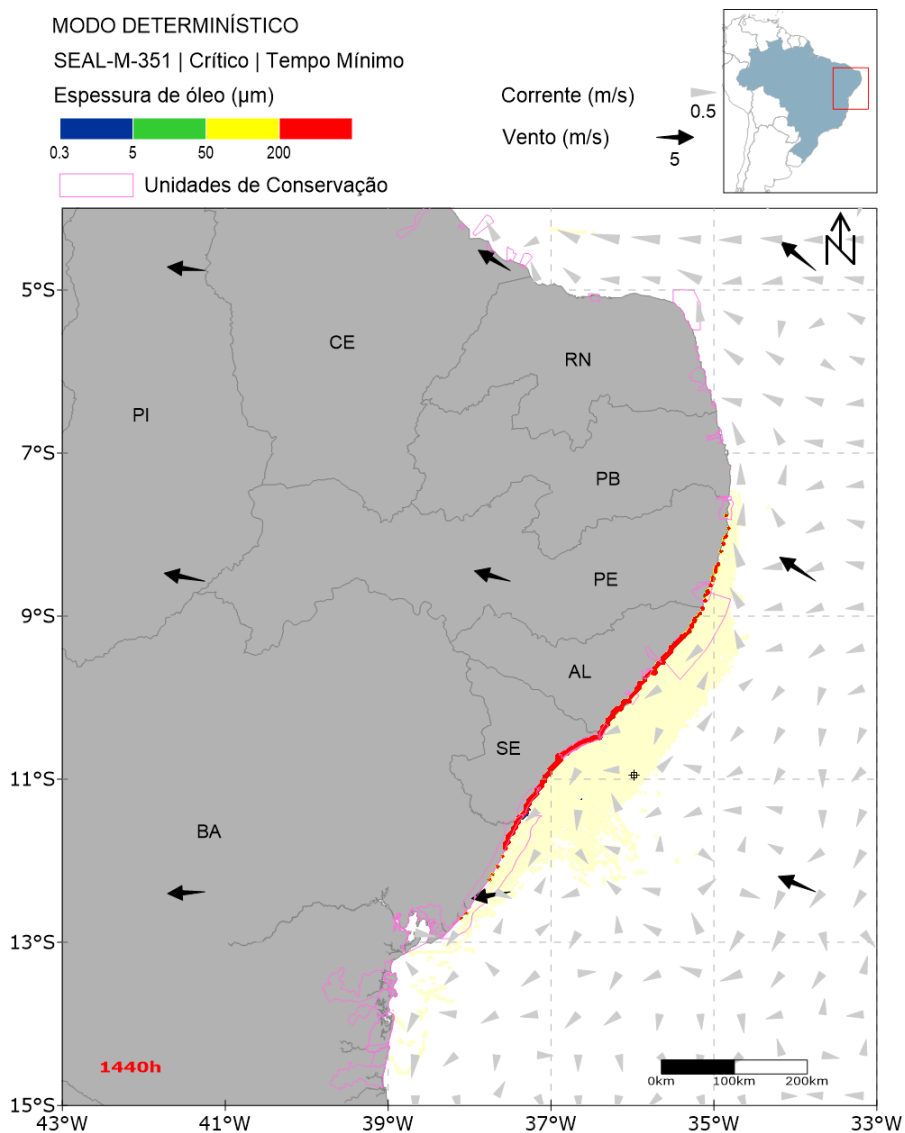 MODO DETERMINÍSTICO
SEAL-M-351 | Crítico | Tempo Mínimo
Espessura de óleo (µm)
0.3 5 50 200
Unidades de Conservação
Corrente (m/s) 0.5
Vento (m/s) 5
N
5°S
7°S
9°S
11°S
13°S
15°S
CE
RN
PI
PB
PE
AL
SE
BA
1440h
0km 100km 200km
43°W 41°W 39°W 37°W 35°W 33°W